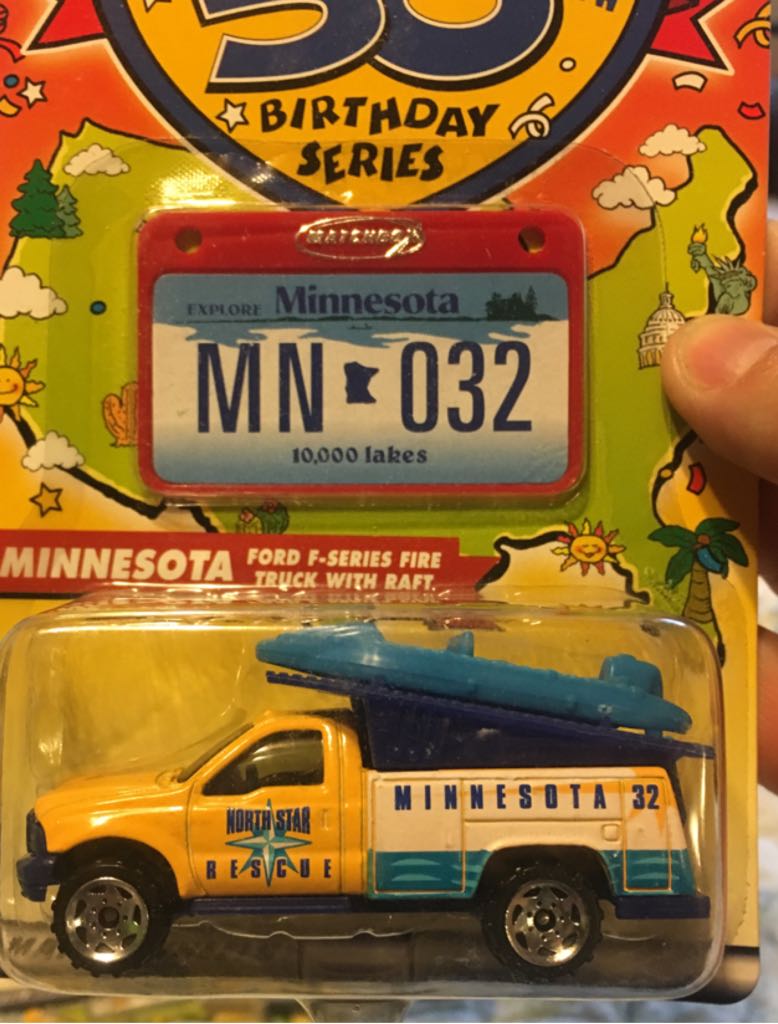 50
BIRTHDAY
SERIES
MATCHBOX
EXPLORE Minnesota
MN 032
10,000 lakes
MINNESOTA FORD F-SERIES FIRE
TRUCK WITH RAFT
NORTH STAR
RESCUE
MINNESOTA 32